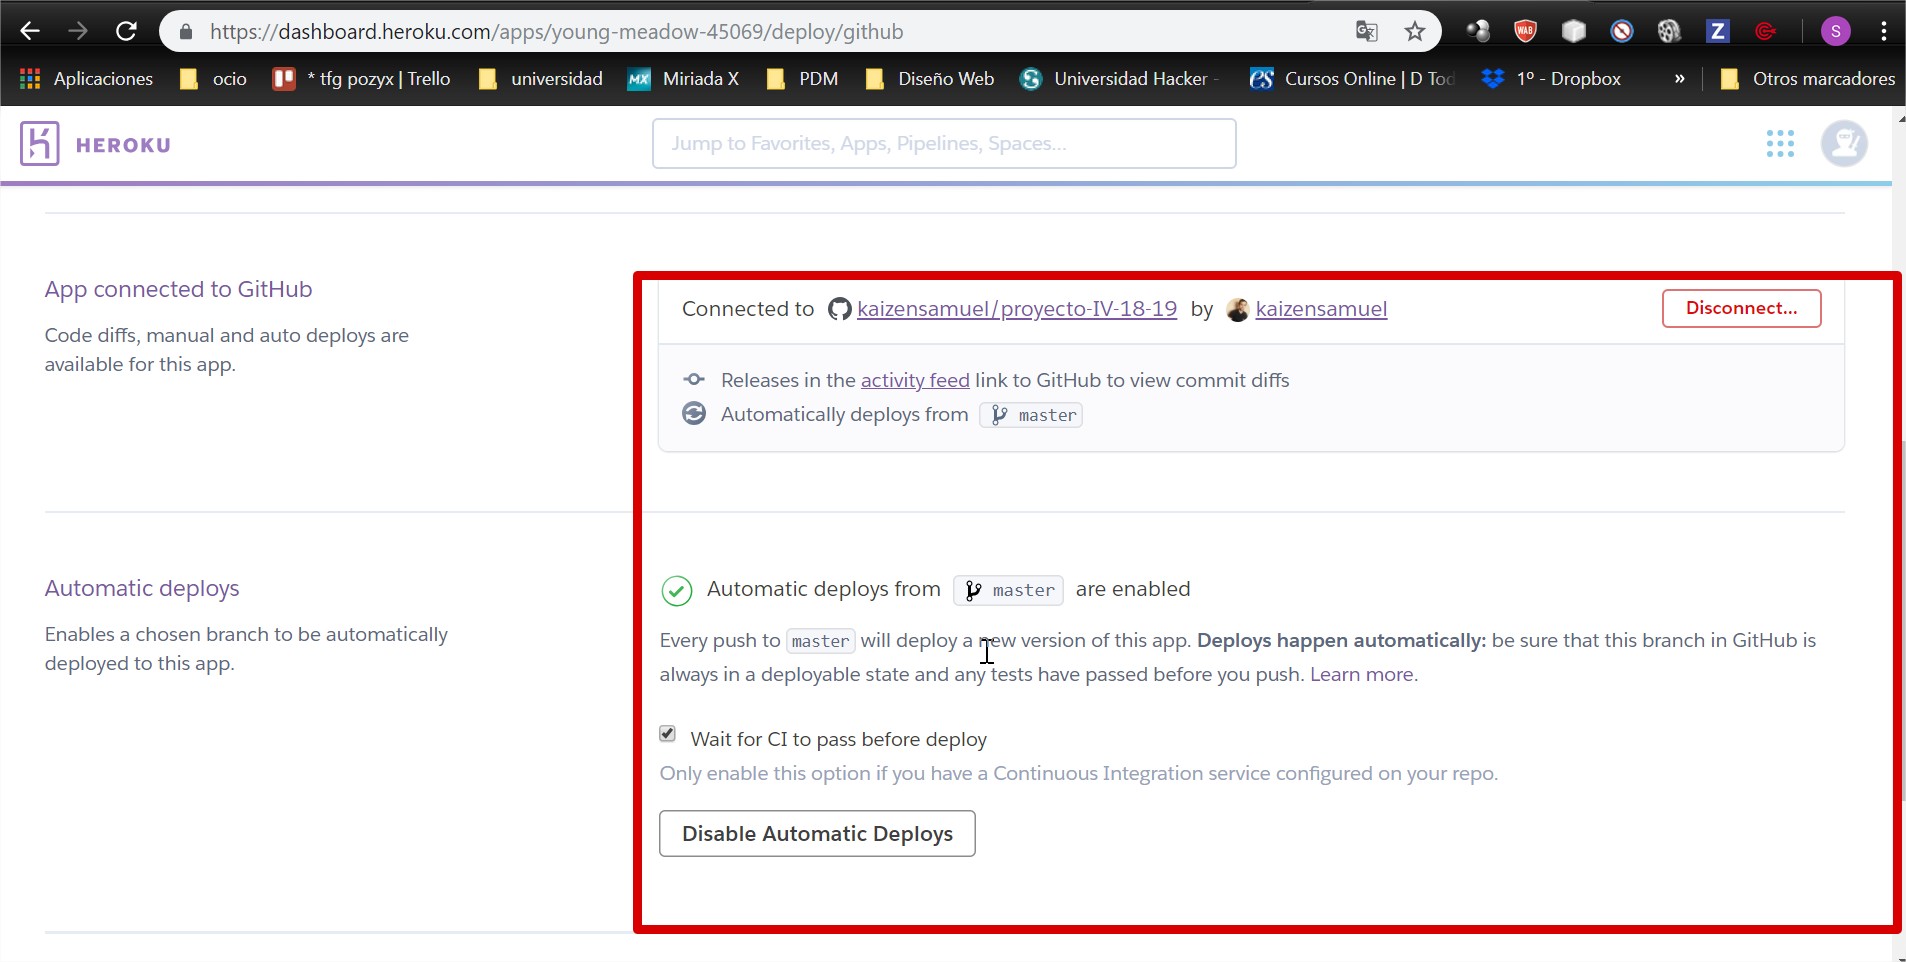 https://dashboard.heroku.com/apps/young-meadow-45069/deploy/github
WAB
Z
S
Aplicaciones
ocio
* tfg pozyx | Trello
universidad
MX Miriada X
PDM
Diseño Web
S Universidad Hacker -
es Cursos Online | D Tod
1º - Dropbox
»
Otros marcadores
HEROKU
Jump to Favorites, Apps, Pipelines, Spaces...
App connected to GitHub
Code diffs, manual and auto deploys are
available for this app.
Connected to kaizensamuel/proyecto-IV-18-19 by kaizensamuel
Disconnect...
Releases in the activity feed link to GitHub to view commit diffs
Automatically deploys from master
Automatic deploys
Enables a chosen branch to be automatically
deployed to this app.
Automatic deploys from master are enabled
Every push to master will deploy a new version of this app. Deploys happen automatically: be sure that this branch in GitHub is
always in a deployable state and any tests have passed before you push. Learn more.
Wait for CI to pass before deploy
Only enable this option if you have a Continuous Integration service configured on your repo.
Disable Automatic Deploys